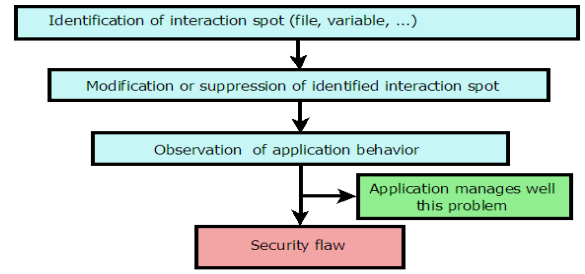 Identification of interaction spot (file, variable, ...)
Modification or suppression of identified interaction spot
Observation of application behavior
Application manages well
this problem
Security flaw